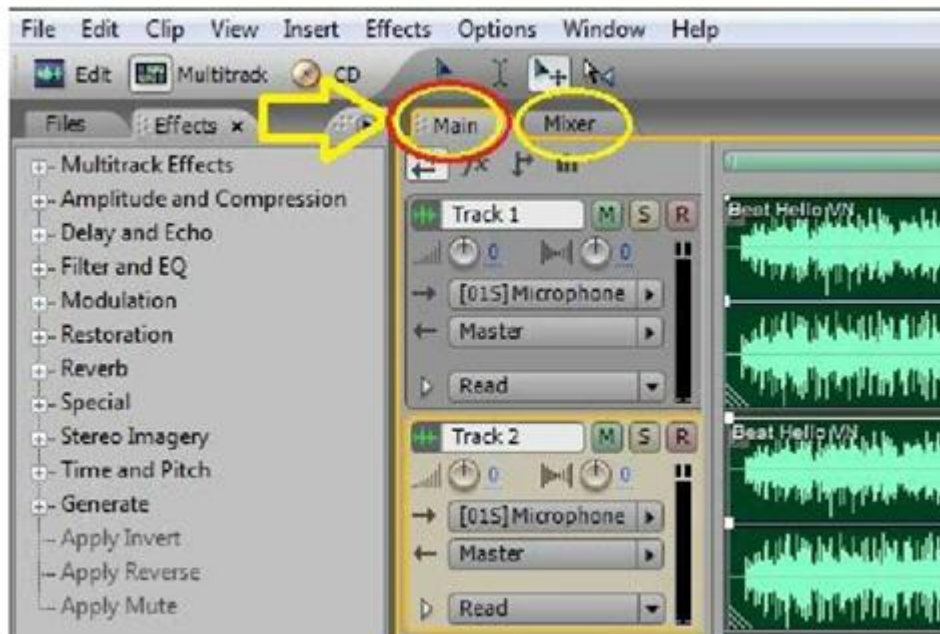 File Edit Clip View Insert Effects Options Window Help
Edit Multitrack CD
Files Effects x Main Mixer
Multitrack Effects
Amplitude and Compression
Delay and Echo
Filter and EQ
Modulation
Restoration
Reverb
Special
Stereo Imagery
Time and Pitch
Generate
Apply Invert
Apply Reverse
Apply Mute
fx
Track 1 M S R
0 0
[01S] Microphone
Master
Read
Track 2 M S R
0 0
[01S] Microphone
Master
Read
Beat Hello VN
Beat Hello VN